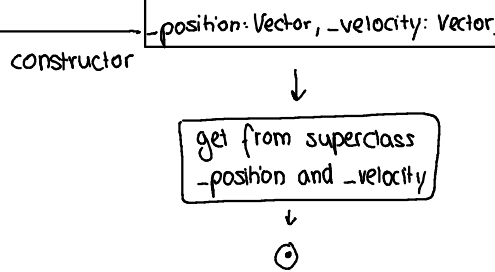 _position: Vector, _velocity: Vector
constructor
get from superclass
_position and _velocity